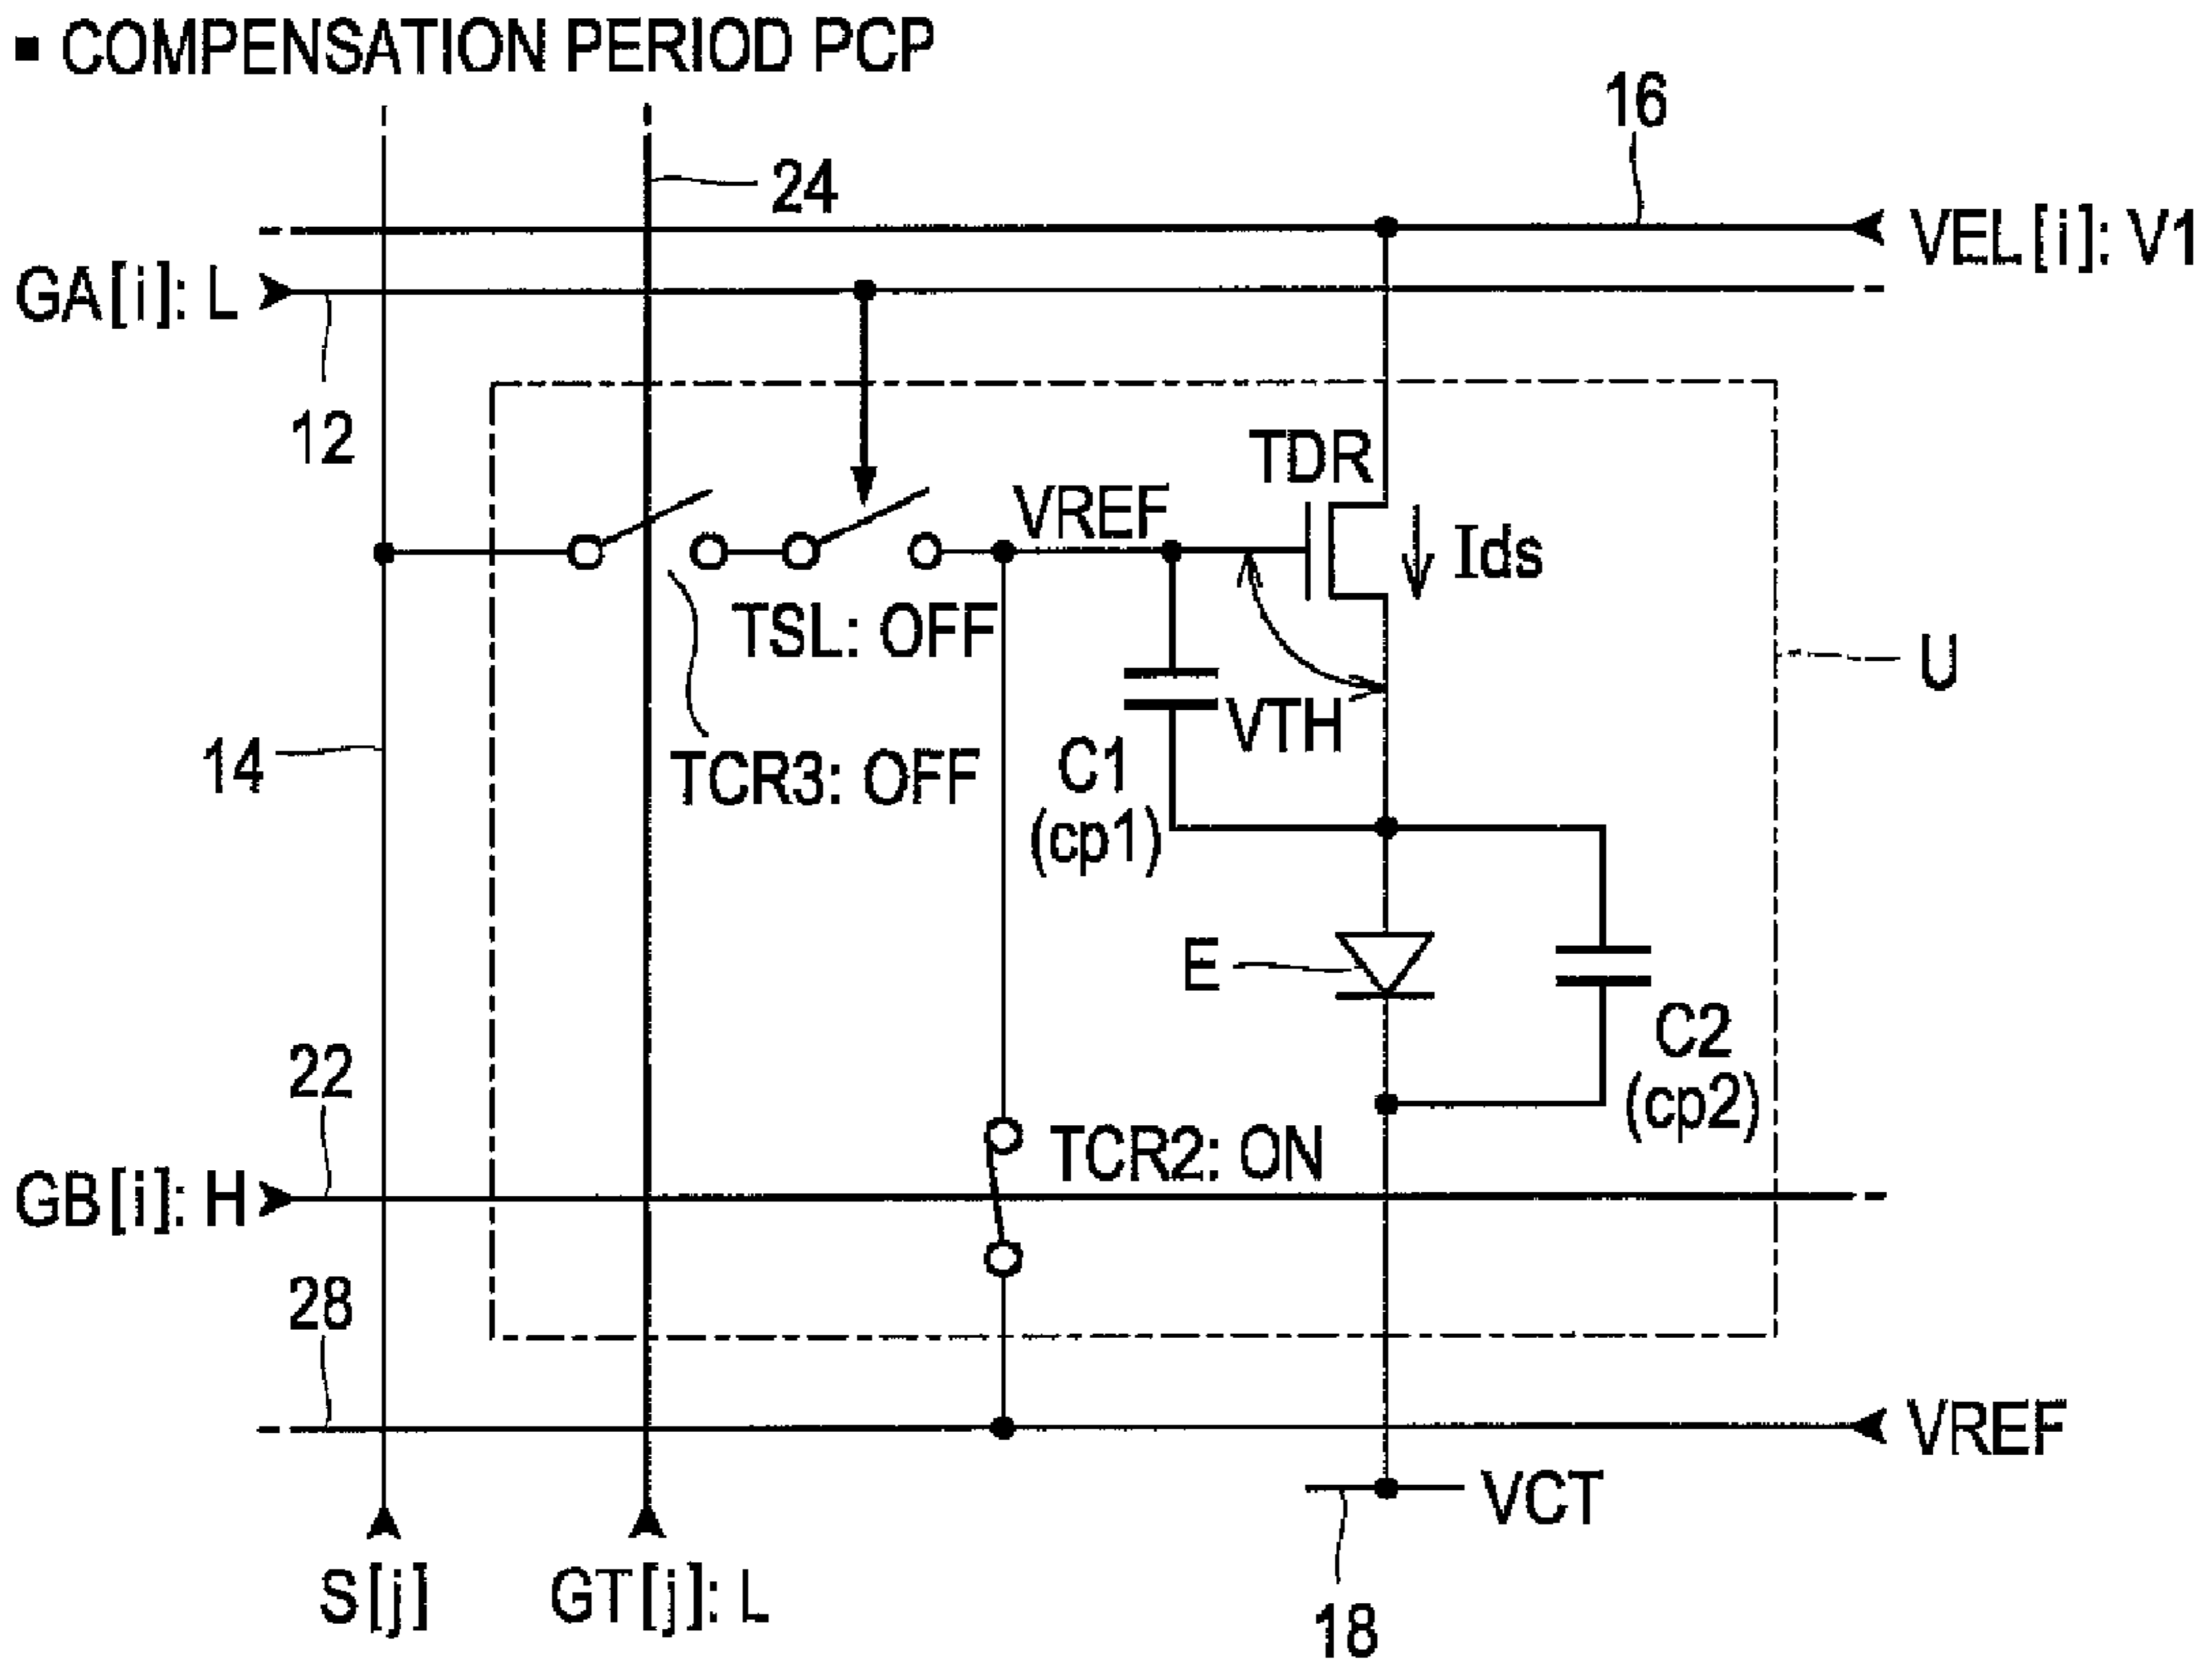 ■ COMPENSATION PERIOD PCP
16
24
VEL[i]: V1
GA[i]: L
12
TDR
VREF
Ids
TSL: OFF
U
VTH
14
TCR3: OFF
C1
(cp1)
E
C2
(cp2)
22
TCR2: ON
GB[i]: H
28
VREF
VCT
S[j]
GT[j]: L
18